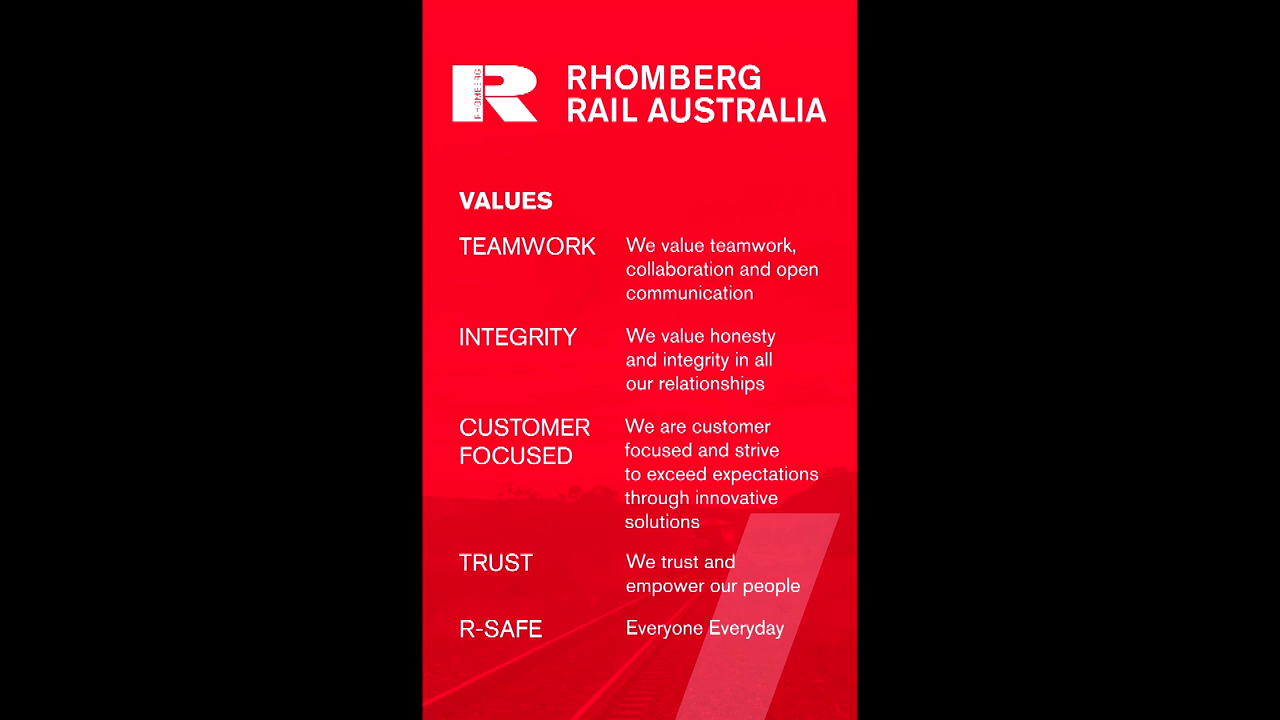 RHOMBERG
RHOMBERG
RAIL AUSTRALIA
VALUES
TEAMWORK
We value teamwork,
collaboration and open
communication
INTEGRITY
We value honesty
and integrity in all
our relationships
CUSTOMER
FOCUSED
We are customer
focused and strive
to exceed expectations
through innovative
solutions
TRUST
We trust and
empower our people
R-SAFE
Everyone Everyday